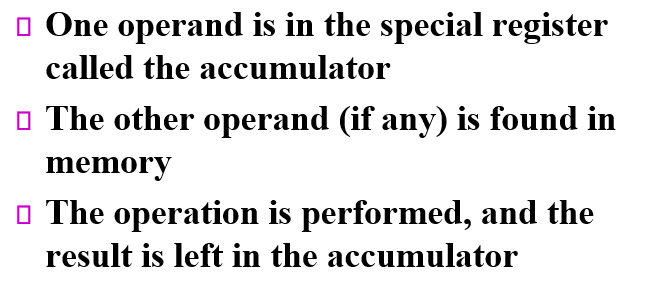 One operand is in the special register
called the accumulator
The other operand (if any) is found in
memory
The operation is performed, and the
result is left in the accumulator